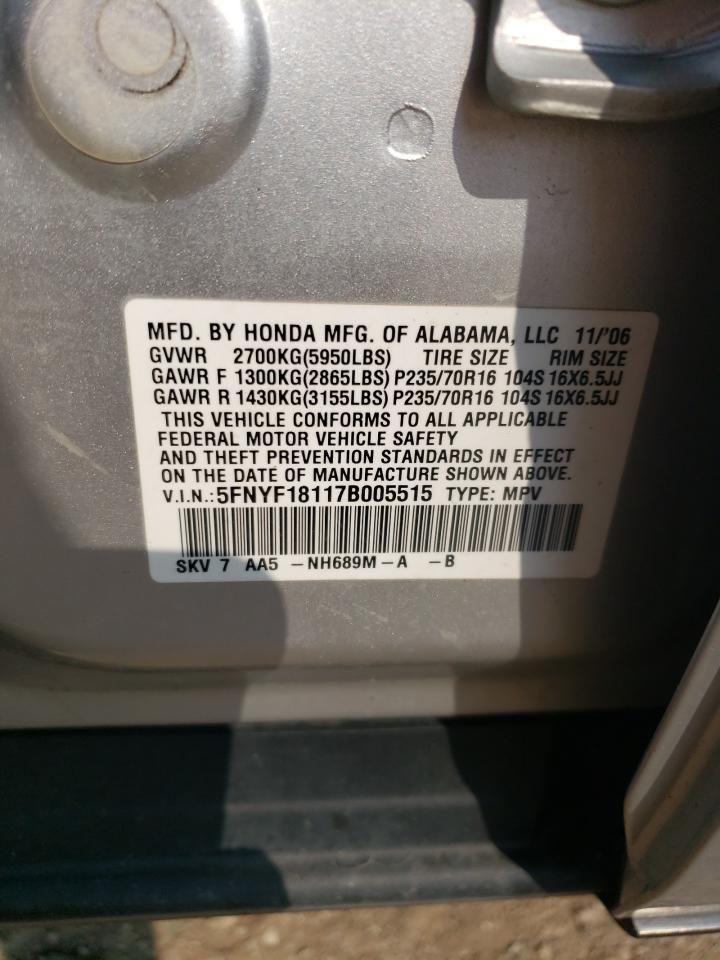 MFD. BY HONDA MFG. OF ALABAMA, LLC 11/'06
GVWR 2700KG(5950LBS) TIRE SIZE RIM SIZE
GAWR F 1300KG(2865LBS) P235/70R16 104S 16X6.5JJ
GAWR R 1430KG(3155LBS) P235/70R16 104S 16X6.5JJ
THIS VEHICLE CONFORMS TO ALL APPLICABLE
FEDERAL MOTOR VEHICLE SAFETY
AND THEFT PREVENTION STANDARDS IN EFFECT
ON THE DATE OF MANUFACTURE SHOWN ABOVE.
V.I.N.: 5FNYF18117B005515 TYPE: MPV
SKV 7 AA5 -NH689M-A -B